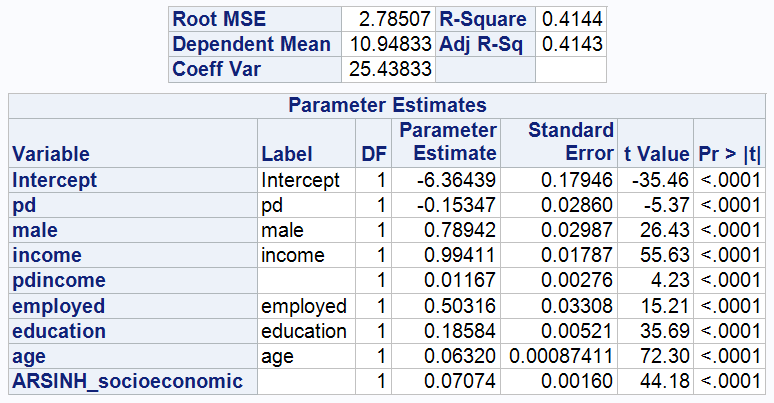 Root MSE 2.78507 R-Square 0.4144
Dependent Mean 10.94833 Adj R-Sq 0.4143
Coeff Var 25.43833
Parameter Estimates
Variable Label DF Parameter Estimate Standard Error t Value Pr > |t|
Intercept Intercept 1 -6.36439 0.17946 -35.46 <.0001
pd pd 1 -0.15347 0.02860 -5.37 <.0001
male male 1 0.78942 0.02987 26.43 <.0001
income income 1 0.99411 0.01787 55.63 <.0001
pdincome 1 0.01167 0.00276 4.23 <.0001
employed employed 1 0.50316 0.03308 15.21 <.0001
education education 1 0.18584 0.00521 35.69 <.0001
age age 1 0.06320 0.00087411 72.30 <.0001
ARSINH_socioeconomic 1 0.07074 0.00160 44.18 <.0001